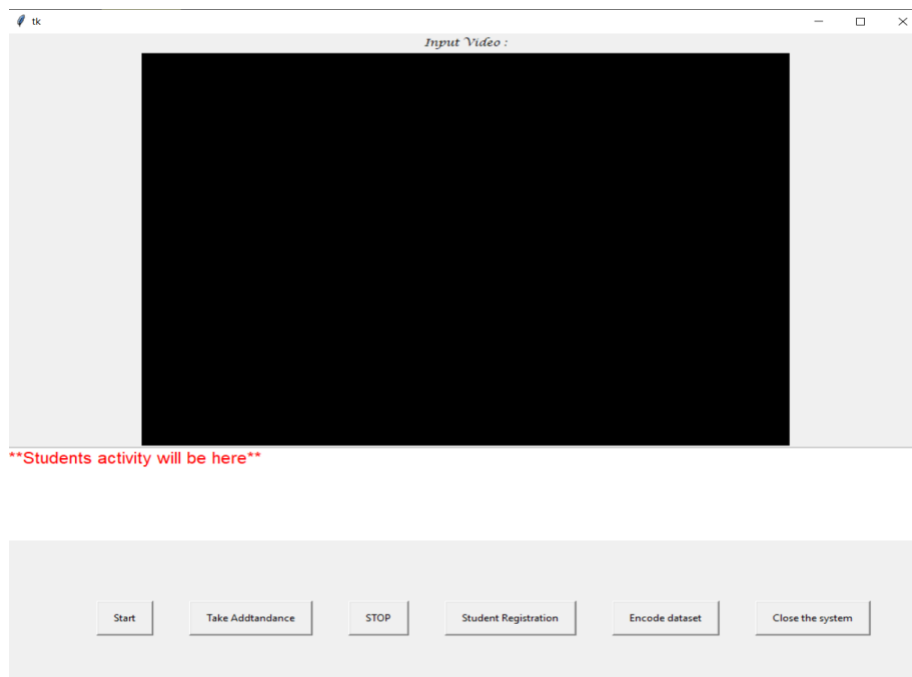 tk
Input Video :
**Students activity will be here**
Start
Take Addtandance
STOP
Student Registration
Encode dataset
Close the system